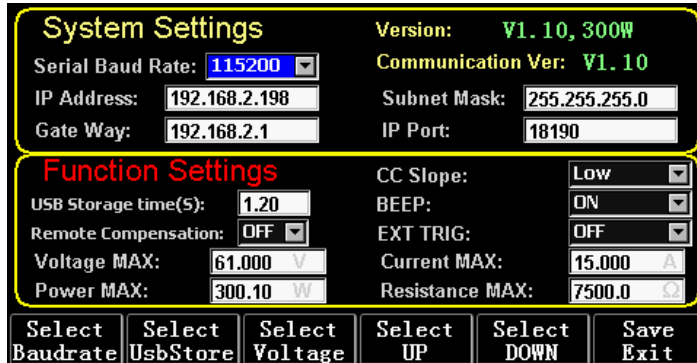 System Settings
Version: V1.10,300W
Serial Baud Rate: 115200
Communication Ver: V1.10
IP Address: 192.168.2.198
Subnet Mask: 255.255.255.0
Gate Way: 192.168.2.1
IP Port: 18190
Function Settings
CC Slope: Low
USB Storage time(S): 1.20
BEEP: ON
Remote Compensation: OFF
EXT TRIG: OFF
Voltage MAX: 61.000 V
Current MAX: 15.000 A
Power MAX: 300.10 W
Resistance MAX: 7500.0 Ω
Select Select Select Select Select Save
Baudrate UsbStore Voltage UP DOWN Exit